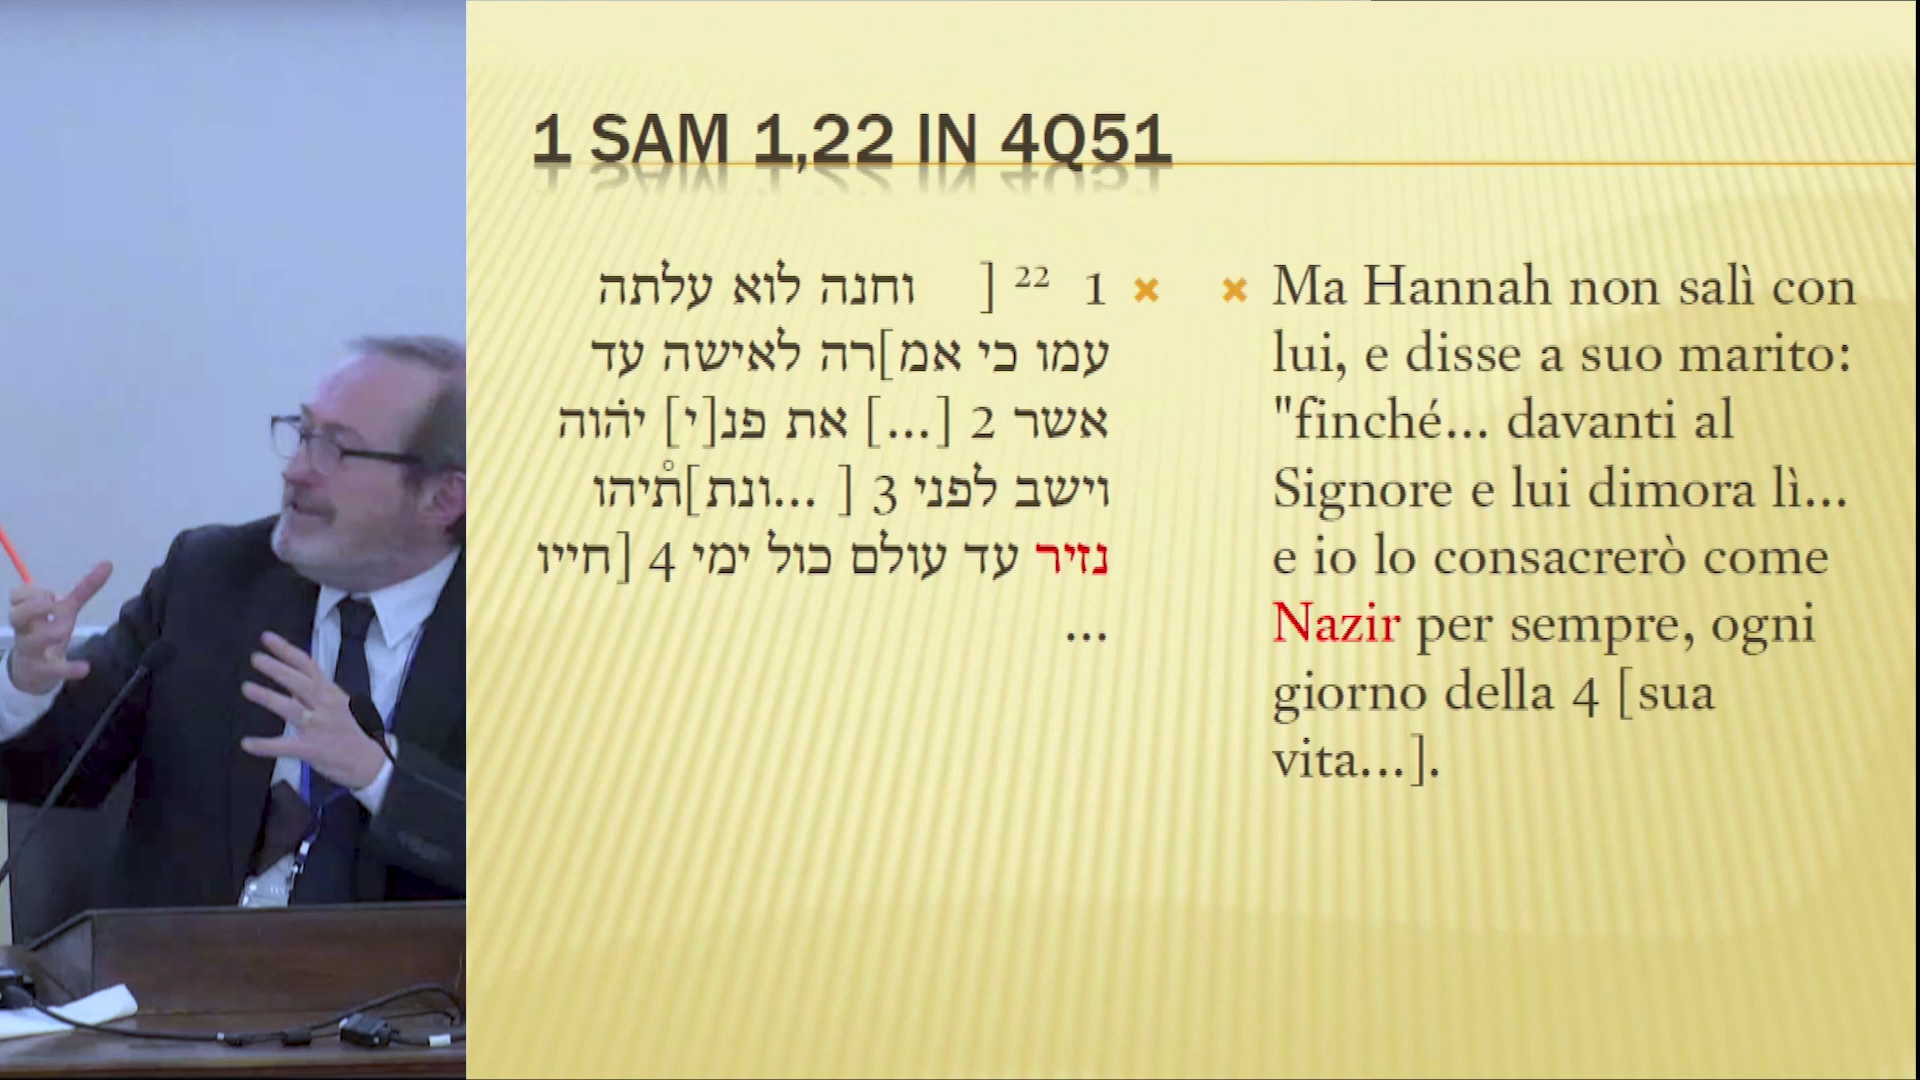 1 SAM 1,22 IN 4Q51
1 ²² [ וחנה לוא עלתה
עמו כי אמ]רה לאישה עד
אשר 2 [...] את פנ[י] יהֹוה
וישב לפני 3 [ ...ונת]ת֯יהו
נזיר עד עולם כול ימי 4 [חייו
...
Ma Hannah non salì con
lui, e disse a suo marito:
"finché... davanti al
Signore e lui dimora lì...
e io lo consacrerò come
Nazir per sempre, ogni
giorno della 4 [sua
vita...].